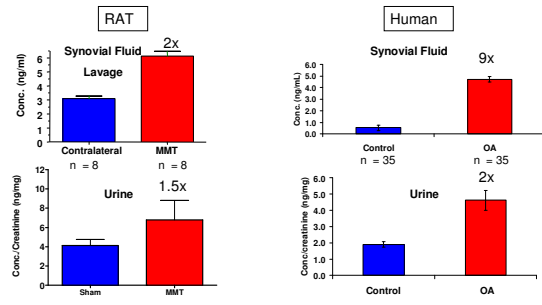 RAT
Synovial Fluid
2x
Lavage
Conc. (ng/ml)
6
5
4
3
2
1
0
Contralateral MMT
n = 8 n = 8
Urine
1.5x
Conc./Creatinine (ng/mg)
12
10
8
6
4
2
0
Sham MMT
Human
Synovial Fluid
9x
Conc. (ng/mL)
6.0
5.0
4.0
3.0
2.0
1.0
0.0
Control OA
n = 35 n = 35
2x
Urine
Conc/creatinine (ng/mg)
6.0
5.0
4.0
3.0
2.0
1.0
0.0
Control OA